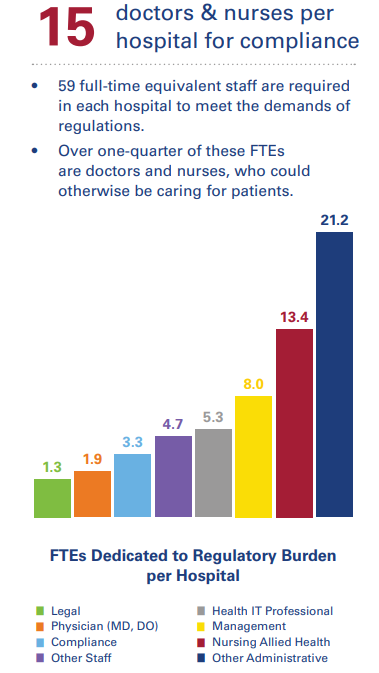 15
doctors & nurses per
hospital for compliance
• 59 full-time equivalent staff are required
in each hospital to meet the demands of
regulations.
• Over one-quarter of these FTEs
are doctors and nurses, who could
otherwise be caring for patients.
21.2
13.4
8.0
5.3
4.7
3.3
1.9
1.3
FTEs Dedicated to Regulatory Burden
per Hospital
Legal
Physician (MD, DO)
Compliance
Other Staff
Health IT Professional
Management
Nursing Allied Health
Other Administrative